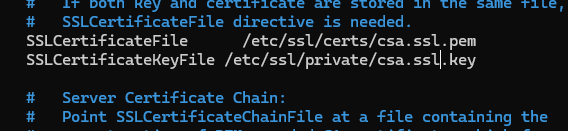 #   If both key and certificate are stored in the same file,
#   SSLCertificateFile directive is needed.
SSLCertificateFile      /etc/ssl/certs/csa.ssl.pem
SSLCertificateKeyFile /etc/ssl/private/csa.ssl.key
#   Server Certificate Chain:
#   Point SSLCertificateChainFile at a file containing the